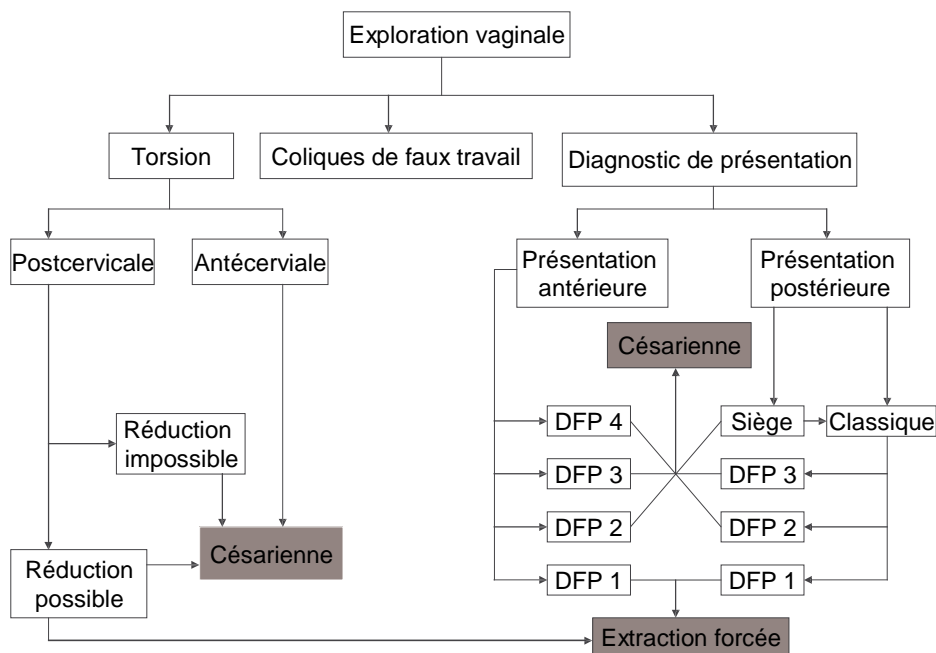 Exploration vaginale
Torsion
Coliques de faux travail
Diagnostic de présentation
Postcervicale
Antécerviale
Présentation
antérieure
Présentation
postérieure
Césarienne
DFP 4
Siège
Classique
Réduction
impossible
DFP 3
DFP 3
DFP 2
DFP 2
Césarienne
Réduction
possible
DFP 1
DFP 1
Extraction forcée